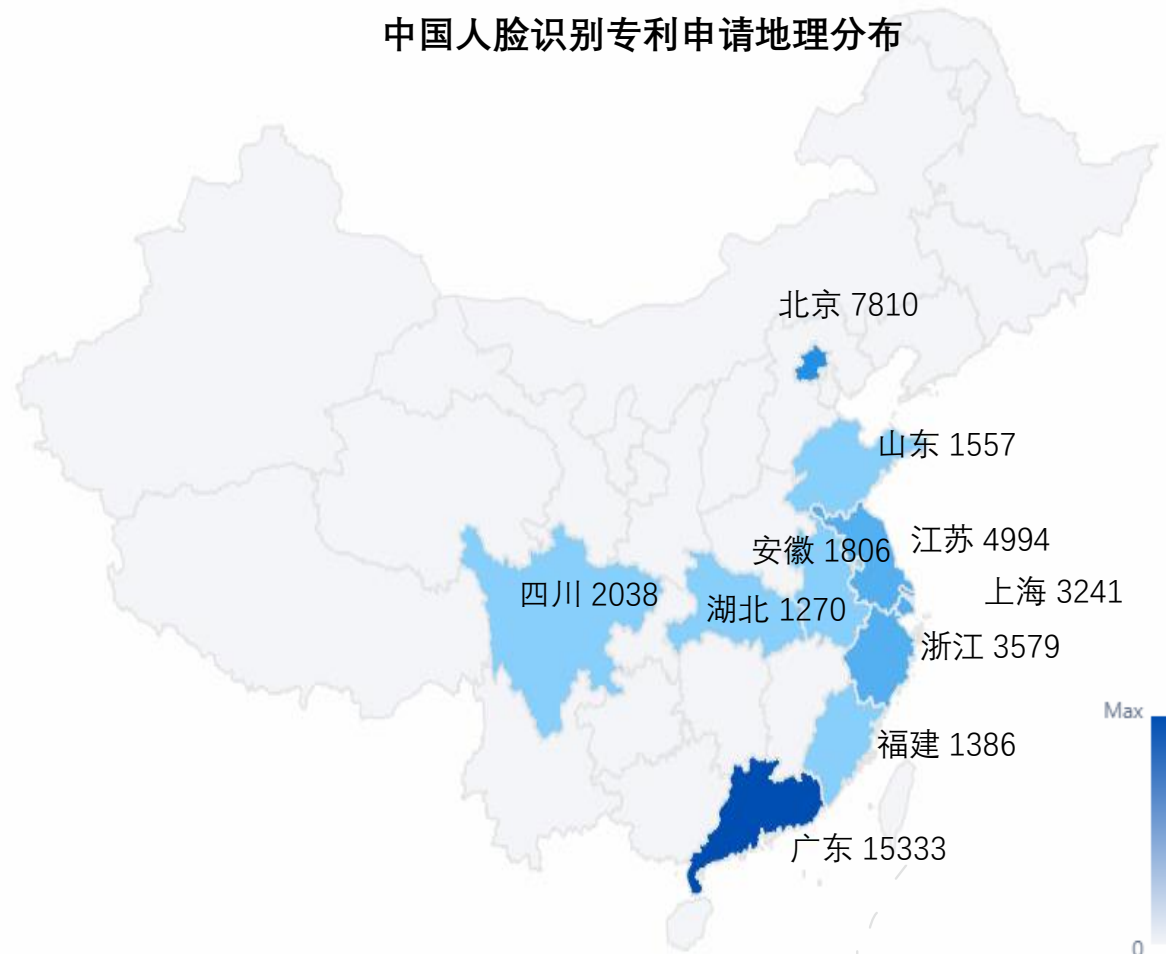 中国人脸识别专利申请地理分布
北京 7810
山东 1557
江苏 4994
安徽 1806
上海 3241
四川 2038
湖北 1270
浙江 3579
Max
福建 1386
广东 15333
0